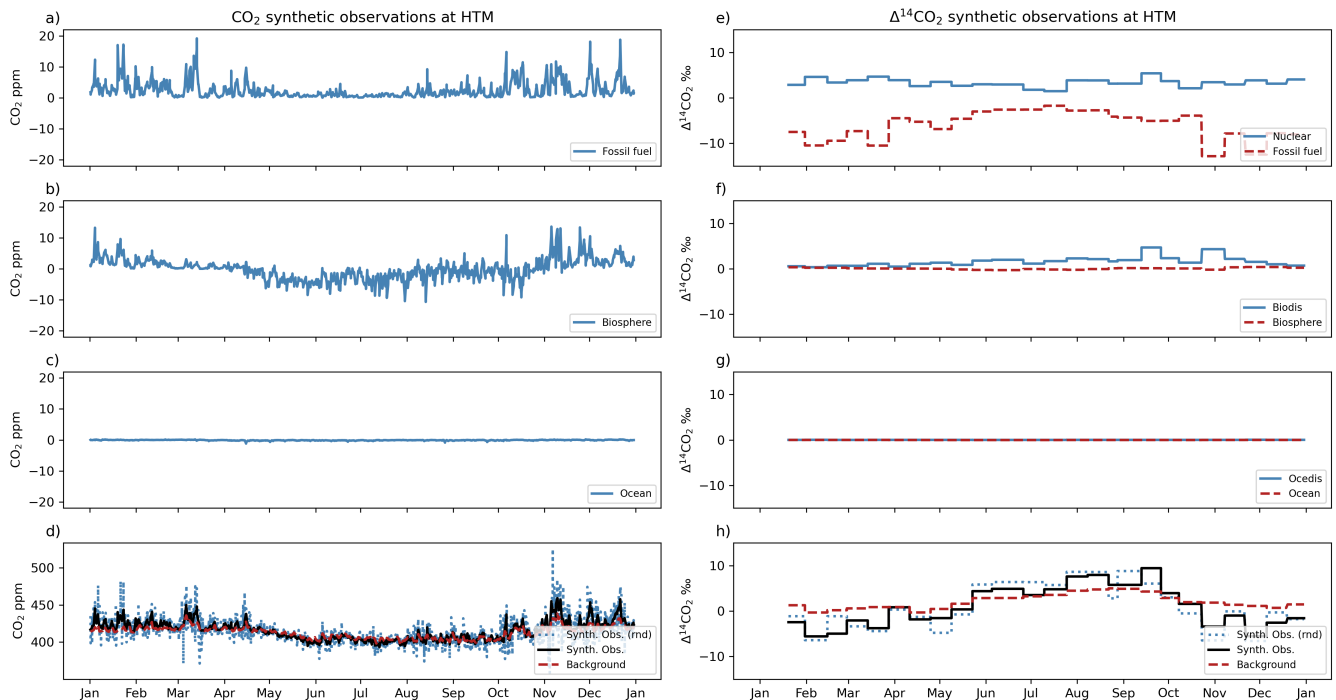 a)
CO₂ synthetic observations at HTM
20
10
0
−10
−20
CO₂ ppm
Fossil fuel
b)
20
10
0
−10
−20
CO₂ ppm
Biosphere
c)
20
10
0
−10
−20
CO₂ ppm
Ocean
d)
500
450
400
CO₂ ppm
Synth. Obs. (rnd)
Synth. Obs.
Background
Jan Feb Mar Apr May Jun Jul Aug Sep Oct Nov Dec Jan
e)
Δ¹⁴CO₂ synthetic observations at HTM
10
0
−10
Δ¹⁴CO₂ ‰
Nuclear
Fossil fuel
f)
10
0
−10
Δ¹⁴CO₂ ‰
Biodis
Biosphere
g)
10
0
−10
Δ¹⁴CO₂ ‰
Ocedis
Ocean
h)
10
0
−10
Δ¹⁴CO₂ ‰
Synth. Obs. (rnd)
Synth. Obs.
Background
Jan Feb Mar Apr May Jun Jul Aug Sep Oct Nov Dec Jan